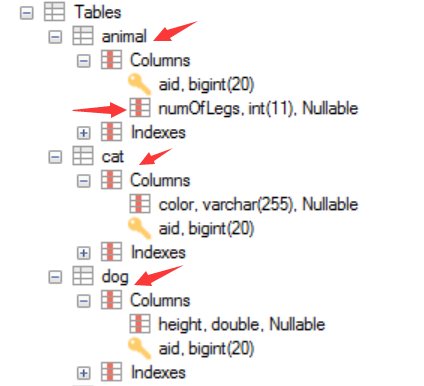 Tables
animal
Columns
aid, bigint(20)
numOfLegs, int(11), Nullable
Indexes
cat
Columns
color, varchar(255), Nullable
aid, bigint(20)
Indexes
dog
Columns
height, double, Nullable
aid, bigint(20)
Indexes